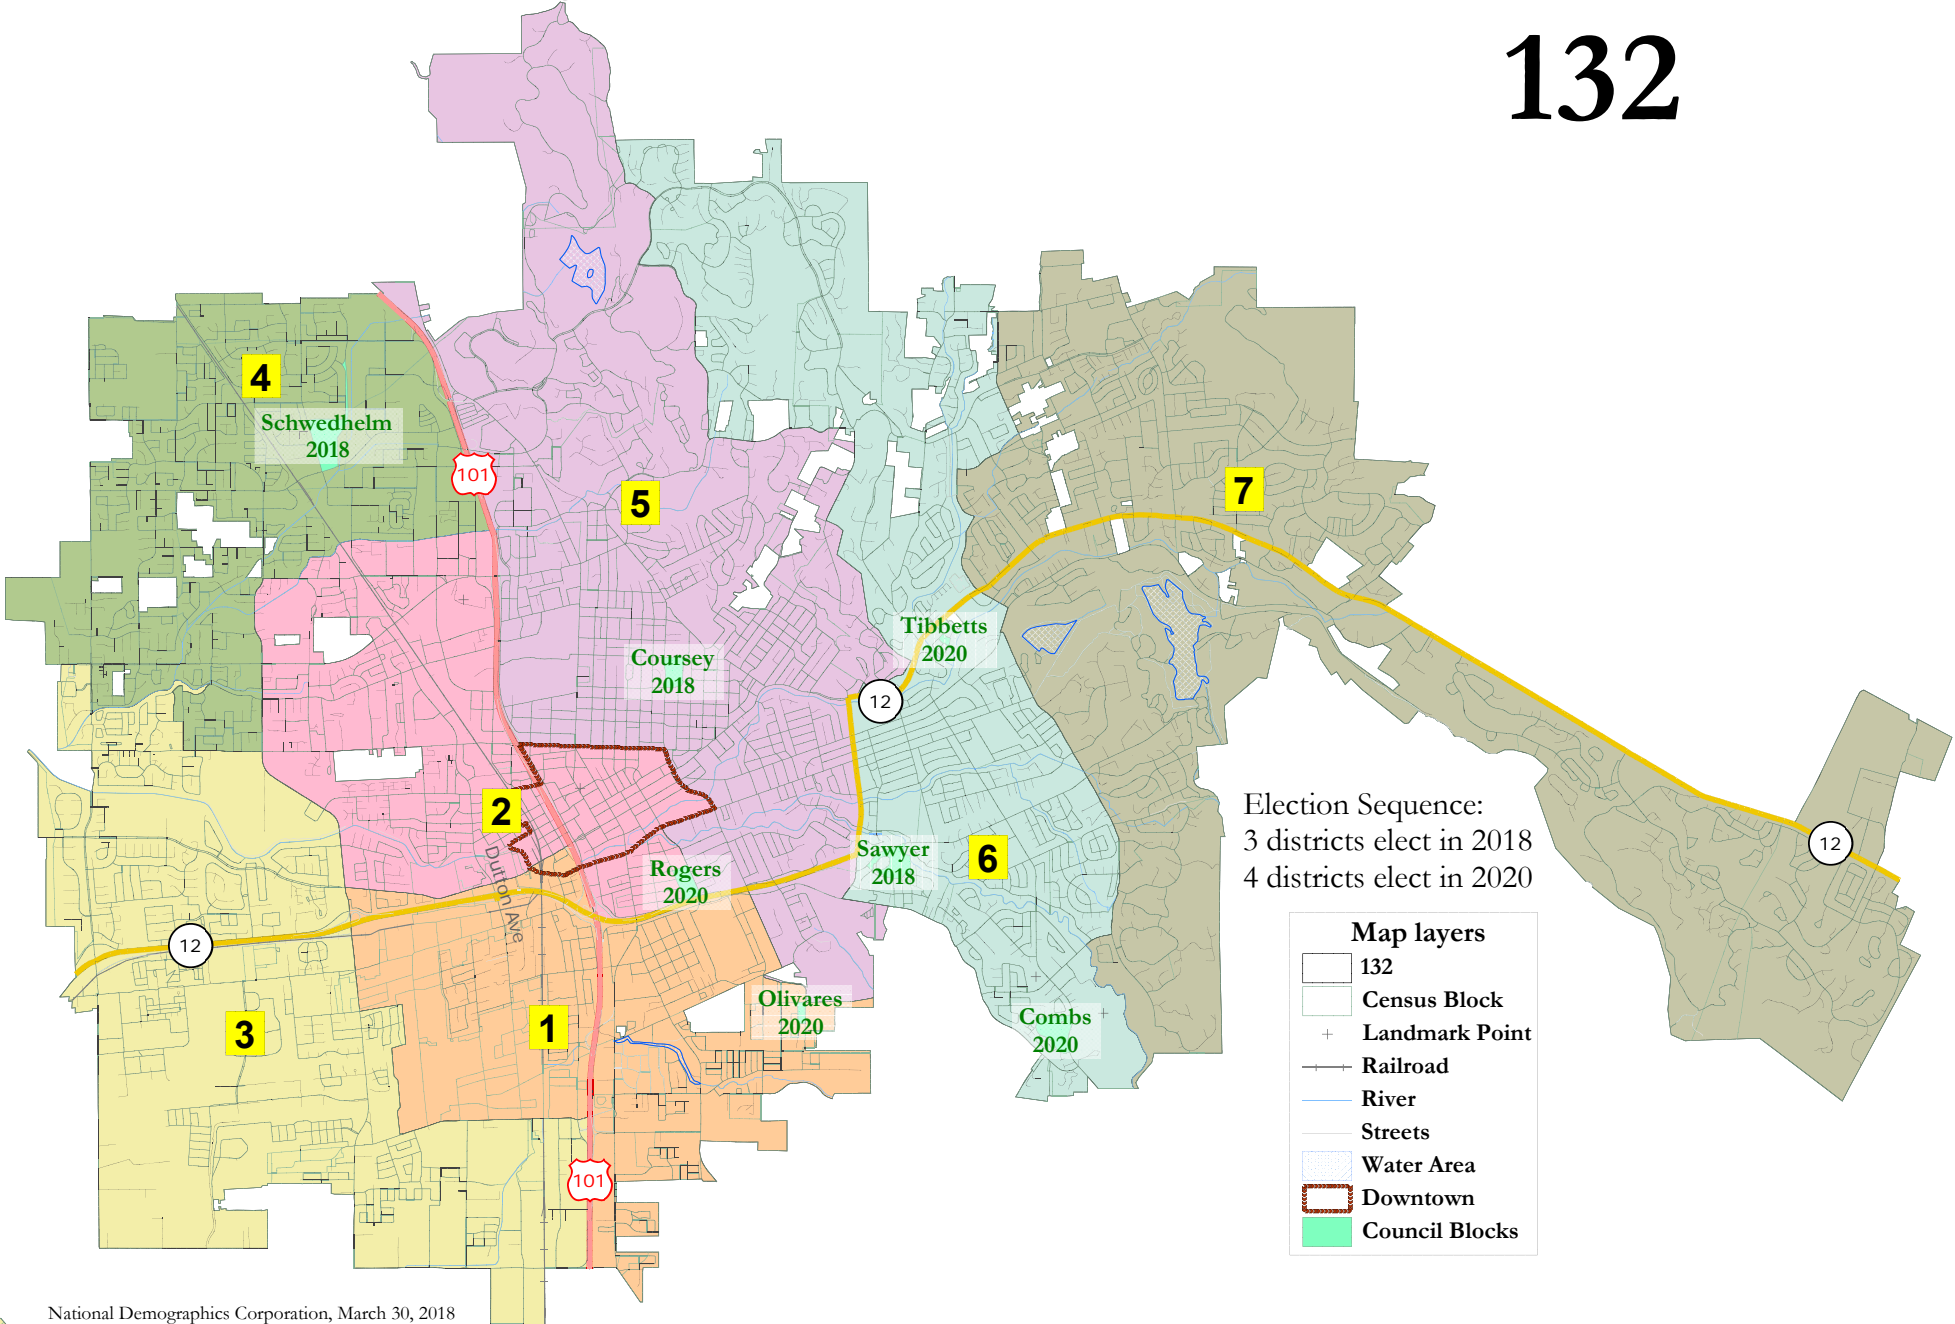 132
4
Schwedhelm
2018
101
5
7
Tibbetts
2020
Coursey
2018
12
2
Dutton Ave
Election Sequence:
3 districts elect in 2018
4 districts elect in 2020
Sawyer
2018
6
Rogers
2020
12
12
3
1
Olivares
2020
Combs
2020
101
Map layers
132
Census Block
Landmark Point
Railroad
River
Streets
Water Area
Downtown
Council Blocks
National Demographics Corporation, March 30, 2018